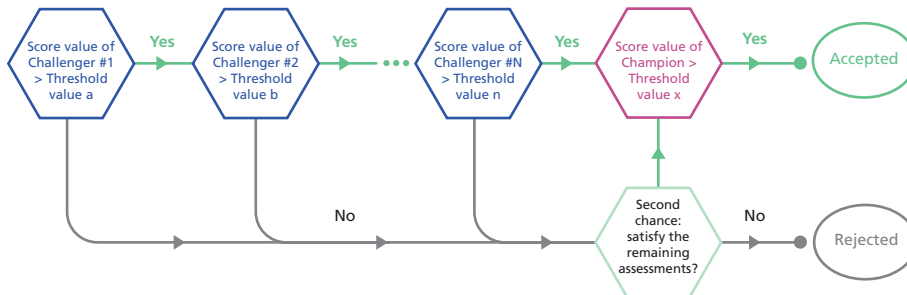 Score value of
Challenger #1
> Threshold
value a
Yes
Score value of
Challenger #2
> Threshold
value b
Yes
Score value of
Challenger #N
> Threshold
value n
Yes
Score value of
Champion >
Threshold
value x
Yes
Accepted
No
Second
chance:
satisfy the
remaining
assessments?
No
Rejected